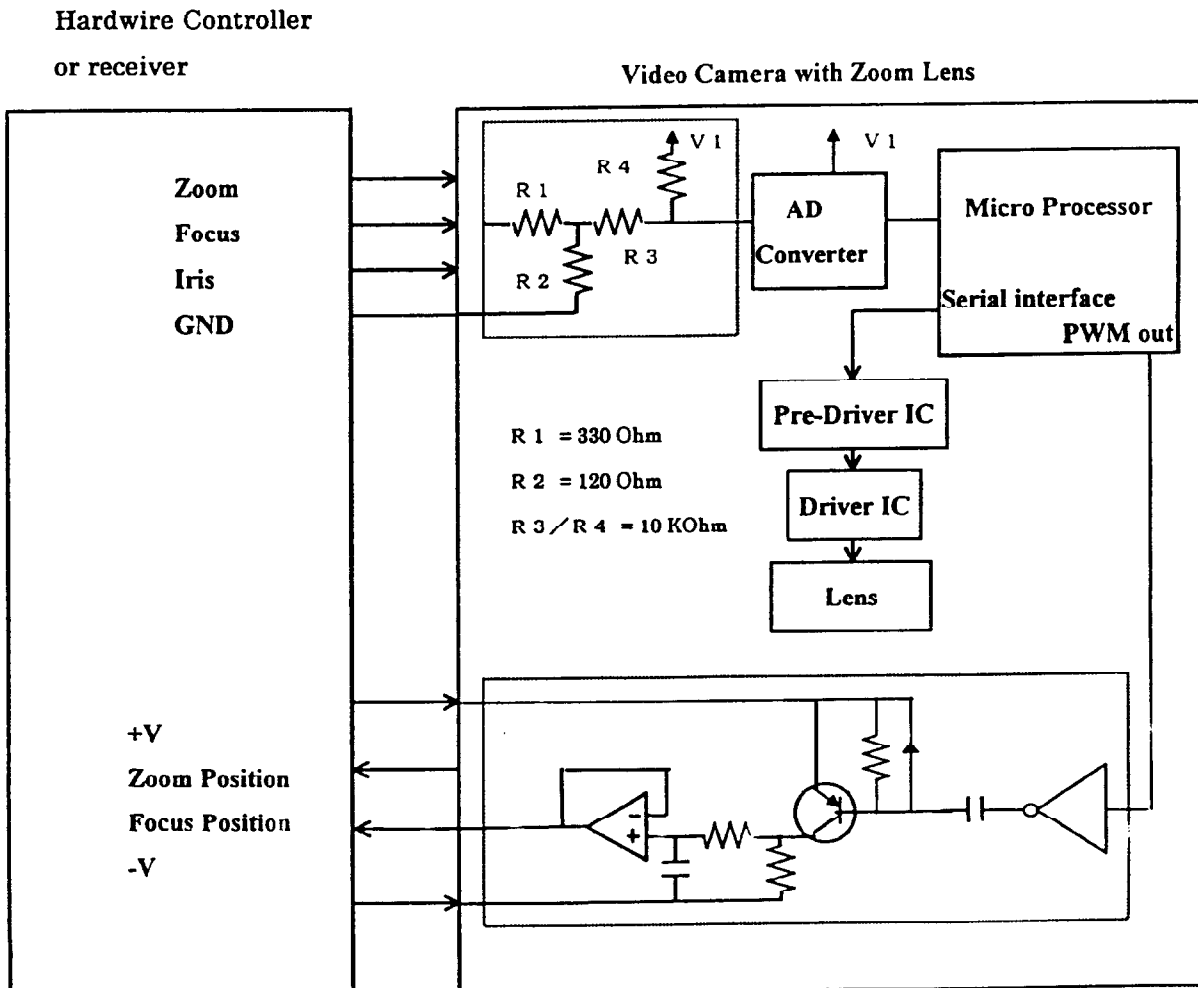 Hardwire Controller
or receiver
Video Camera with Zoom Lens
Zoom
Focus
Iris
GND
R 1
R 2
R 3
R 4
V 1
V 1
AD
Converter
Micro Processor
Serial interface
PWM out
Pre-Driver IC
Driver IC
Lens
R 1 = 330 Ohm
R 2 = 120 Ohm
R 3 / R 4 = 10 KOhm
+V
Zoom Position
Focus Position
-V
-
+